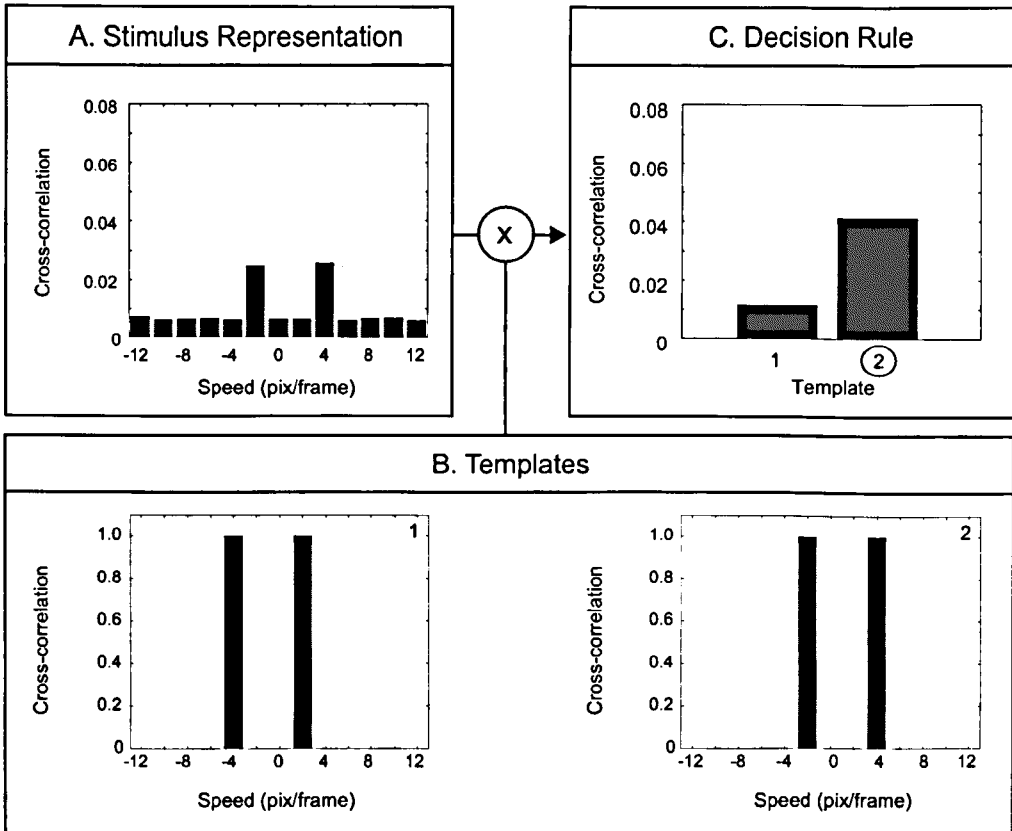 A. Stimulus Representation
Cross-correlation
0.08
0.06
0.04
0.02
0
-12 -8 -4 0 4 8 12
Speed (pix/frame)
X
C. Decision Rule
Cross-correlation
0.08
0.06
0.04
0.02
0
1 2
Template
B. Templates
1
Cross-correlation
1.0
0.8
0.6
0.4
0.2
0
-12 -8 -4 0 4 8 12
Speed (pix/frame)
2
Cross-correlation
1.0
0.8
0.6
0.4
0.2
0
-12 -8 -4 0 4 8 12
Speed (pix/frame)